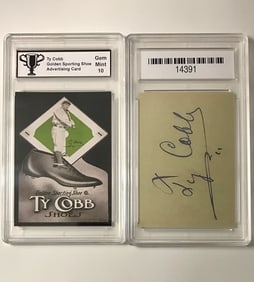 Ty Cobb
Golden Sporting Shoe
Advertising Card
Gem
Mint
10
Golden Sporting Shoe Co.
TY COBB
SHOES
14391
Ty Cobb